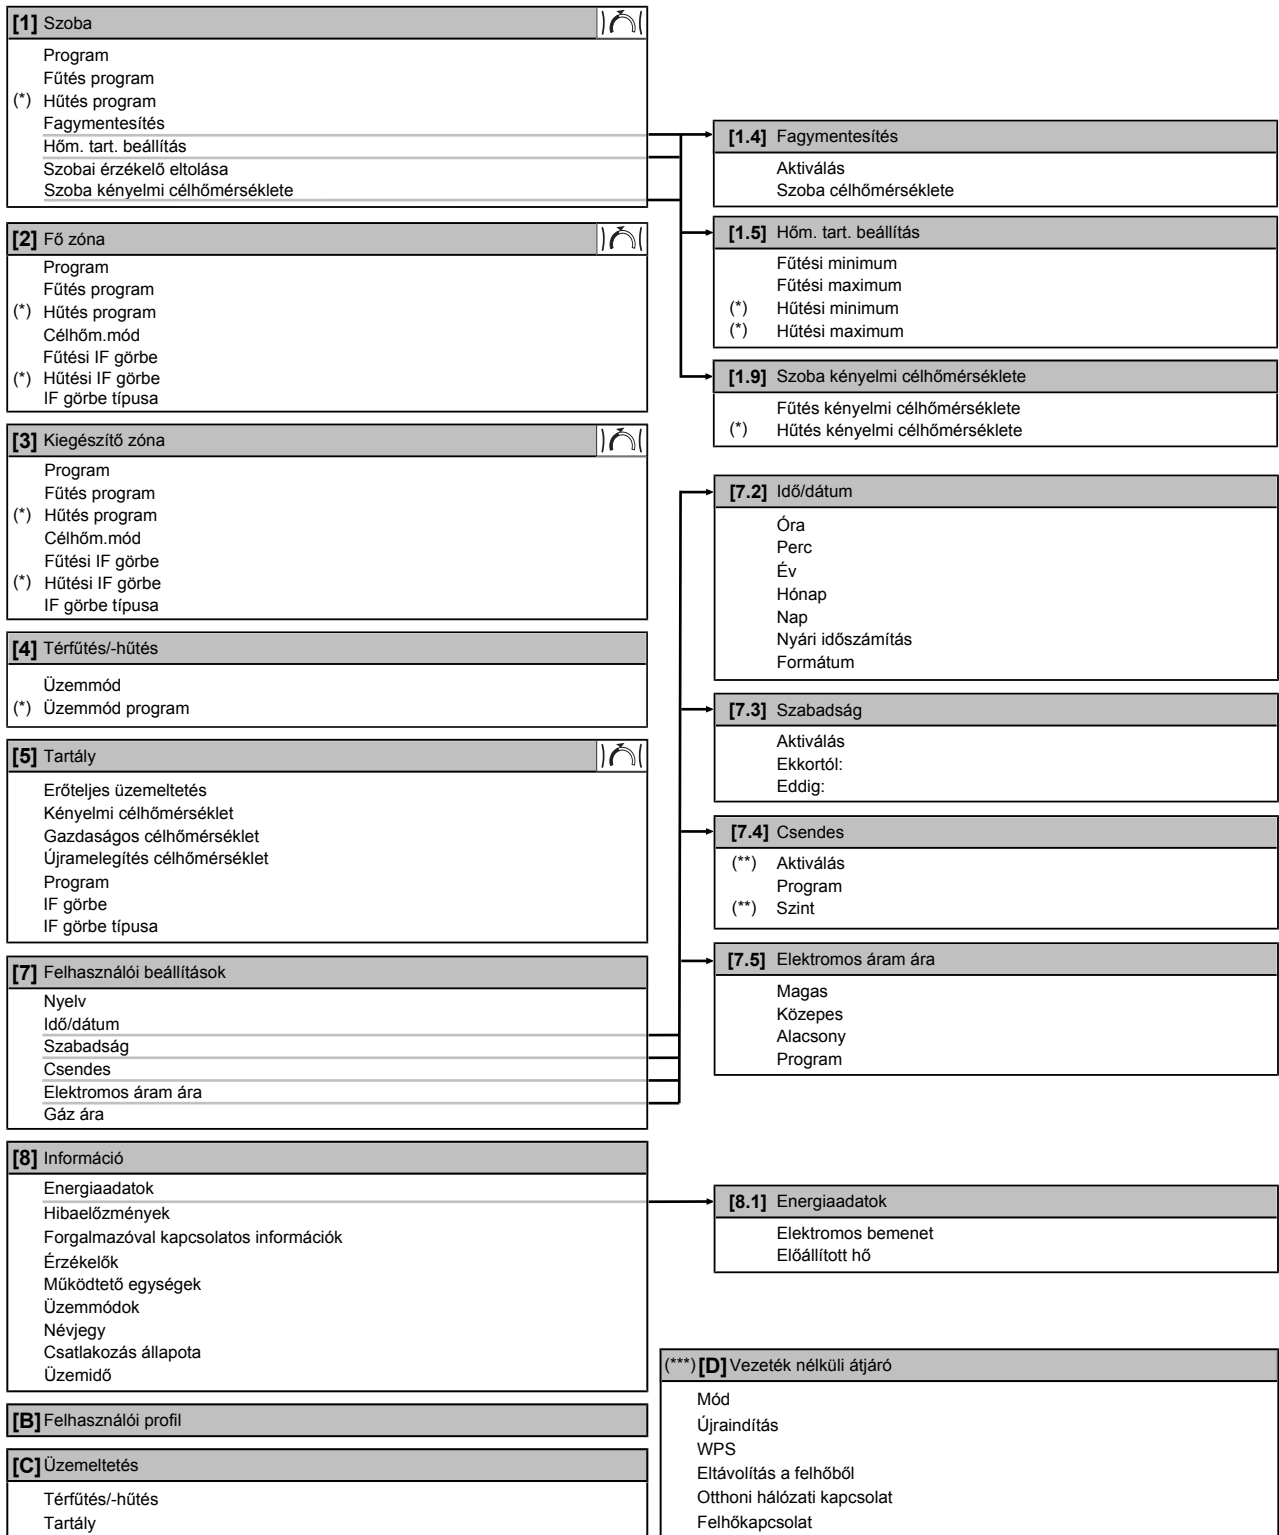 [1] Szoba
Program
Fűtés program
(*) Hűtés program
Fagymentesítés
Hőm. tart. beállítás
Szobai érzékelő eltolása
Szoba kényelmi célhőmérséklete
[2] Fő zóna
Program
Fűtés program
(*) Hűtés program
Célhőm.mód
Fűtési IF görbe
(*) Hűtési IF görbe
IF görbe típusa
[3] Kiegészítő zóna
Program
Fűtés program
(*) Hűtés program
Célhőm.mód
Fűtési IF görbe
(*) Hűtési IF görbe
IF görbe típusa
[4] Térfűtés/-hűtés
Üzemmód
(*) Üzemmód program
[5] Tartály
Erőteljes üzemeltetés
Kényelmi célhőmérséklet
Gazdaságos célhőmérséklet
Újramelegítés célhőmérséklet
Program
IF görbe
IF görbe típusa
[7] Felhasználói beállítások
Nyelv
Idő/dátum
Szabadság
Csendes
Elektromos áram ára
Gáz ára
[8] Információ
Energiaadatok
Hibaelőzmények
Forgalmazóval kapcsolatos információk
Érzékelők
Működtető egységek
Üzemmódok
Névjegy
Csatlakozás állapota
Üzemidő
[B] Felhasználói profil
[C] Üzemeltetés
Térfűtés/-hűtés
Tartály
[1.4] Fagymentesítés
Aktiválás
Szoba célhőmérséklete
[1.5] Hőm. tart. beállítás
Fűtési minimum
Fűtési maximum
(*) Hűtési minimum
(*) Hűtési maximum
[1.9] Szoba kényelmi célhőmérséklete
Fűtés kényelmi célhőmérséklete
(*) Hűtés kényelmi célhőmérséklete
[7.2] Idő/dátum
Óra
Perc
Év
Hónap
Nap
Nyári időszámítás
Formátum
[7.3] Szabadság
Aktiválás
Ekkortól:
Eddig:
[7.4] Csendes
(**) Aktiválás
Program
(**) Szint
[7.5] Elektromos áram ára
Magas
Közepes
Alacsony
Program
[8.1] Energiaadatok
Elektromos bemenet
Előállított hő
(***) [D] Vezeték nélküli átjáró
Mód
Újraindítás
WPS
Eltávolítás a felhőből
Otthoni hálózati kapcsolat
Felhőkapcsolat